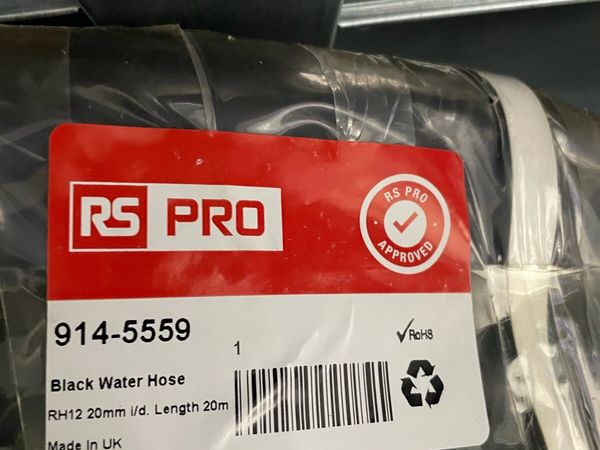 RS PRO
RS PRO
APPROVED
914-5559
1
RoHS
Black Water Hose
RH12 20mm i/d. Length 20m
Made In UK